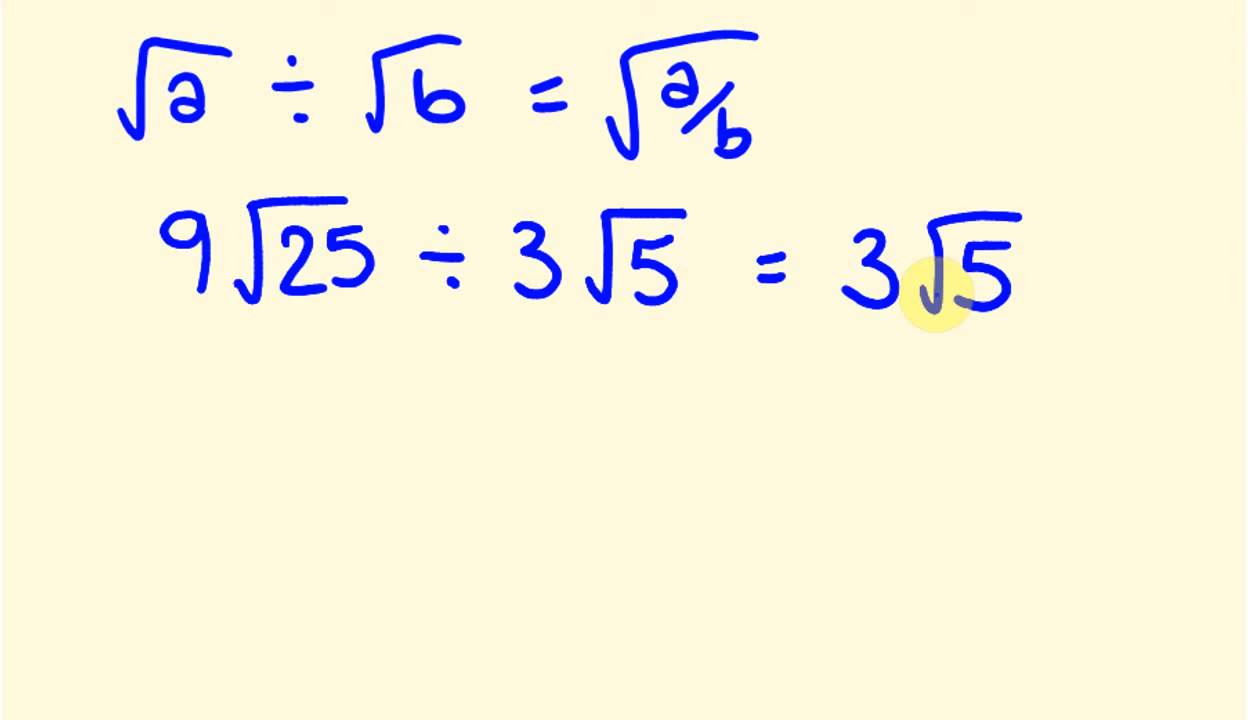 √a ÷ √b = √a/b
9√25 ÷ 3√5 = 3√5